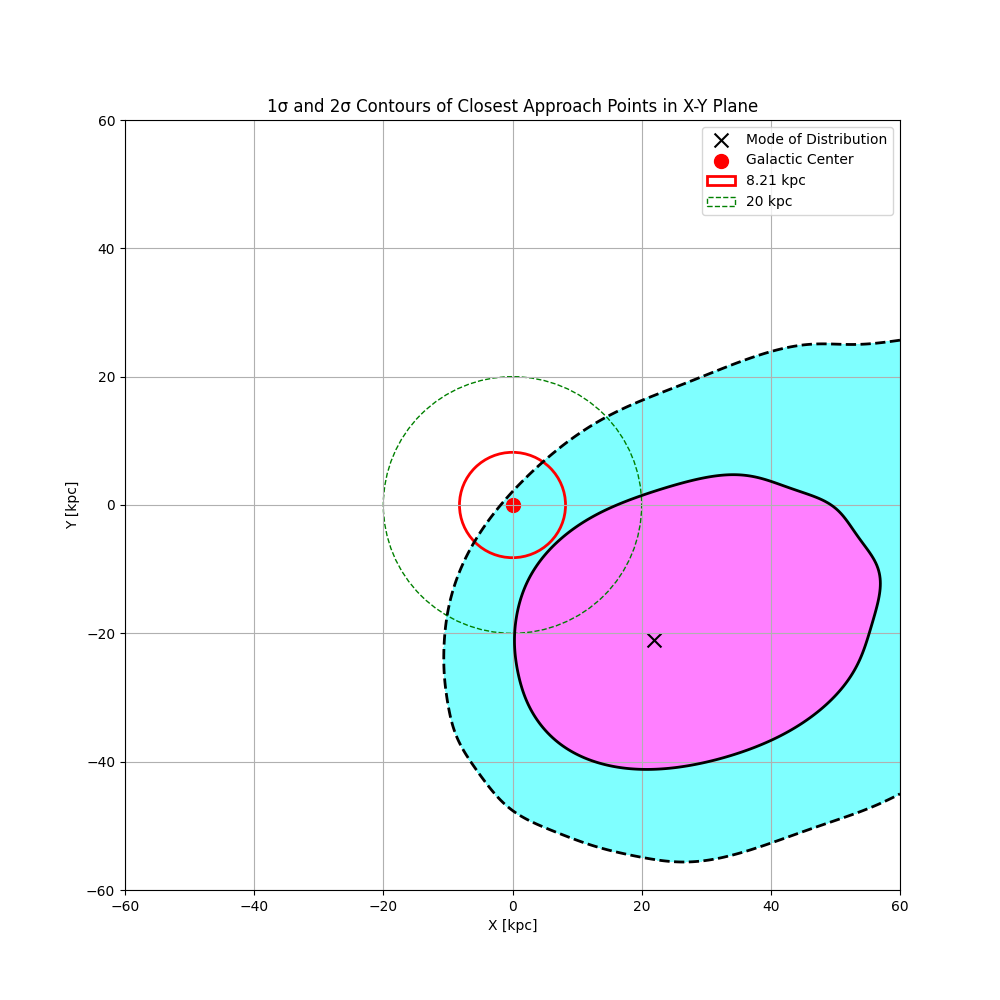 1σ and 2σ Contours of Closest Approach Points in X-Y Plane
Mode of Distribution
Galactic Center
8.21 kpc
20 kpc
60
40
20
0
−20
−40
−60
Y [kpc]
−60 −40 −20 0 20 40 60
X [kpc]